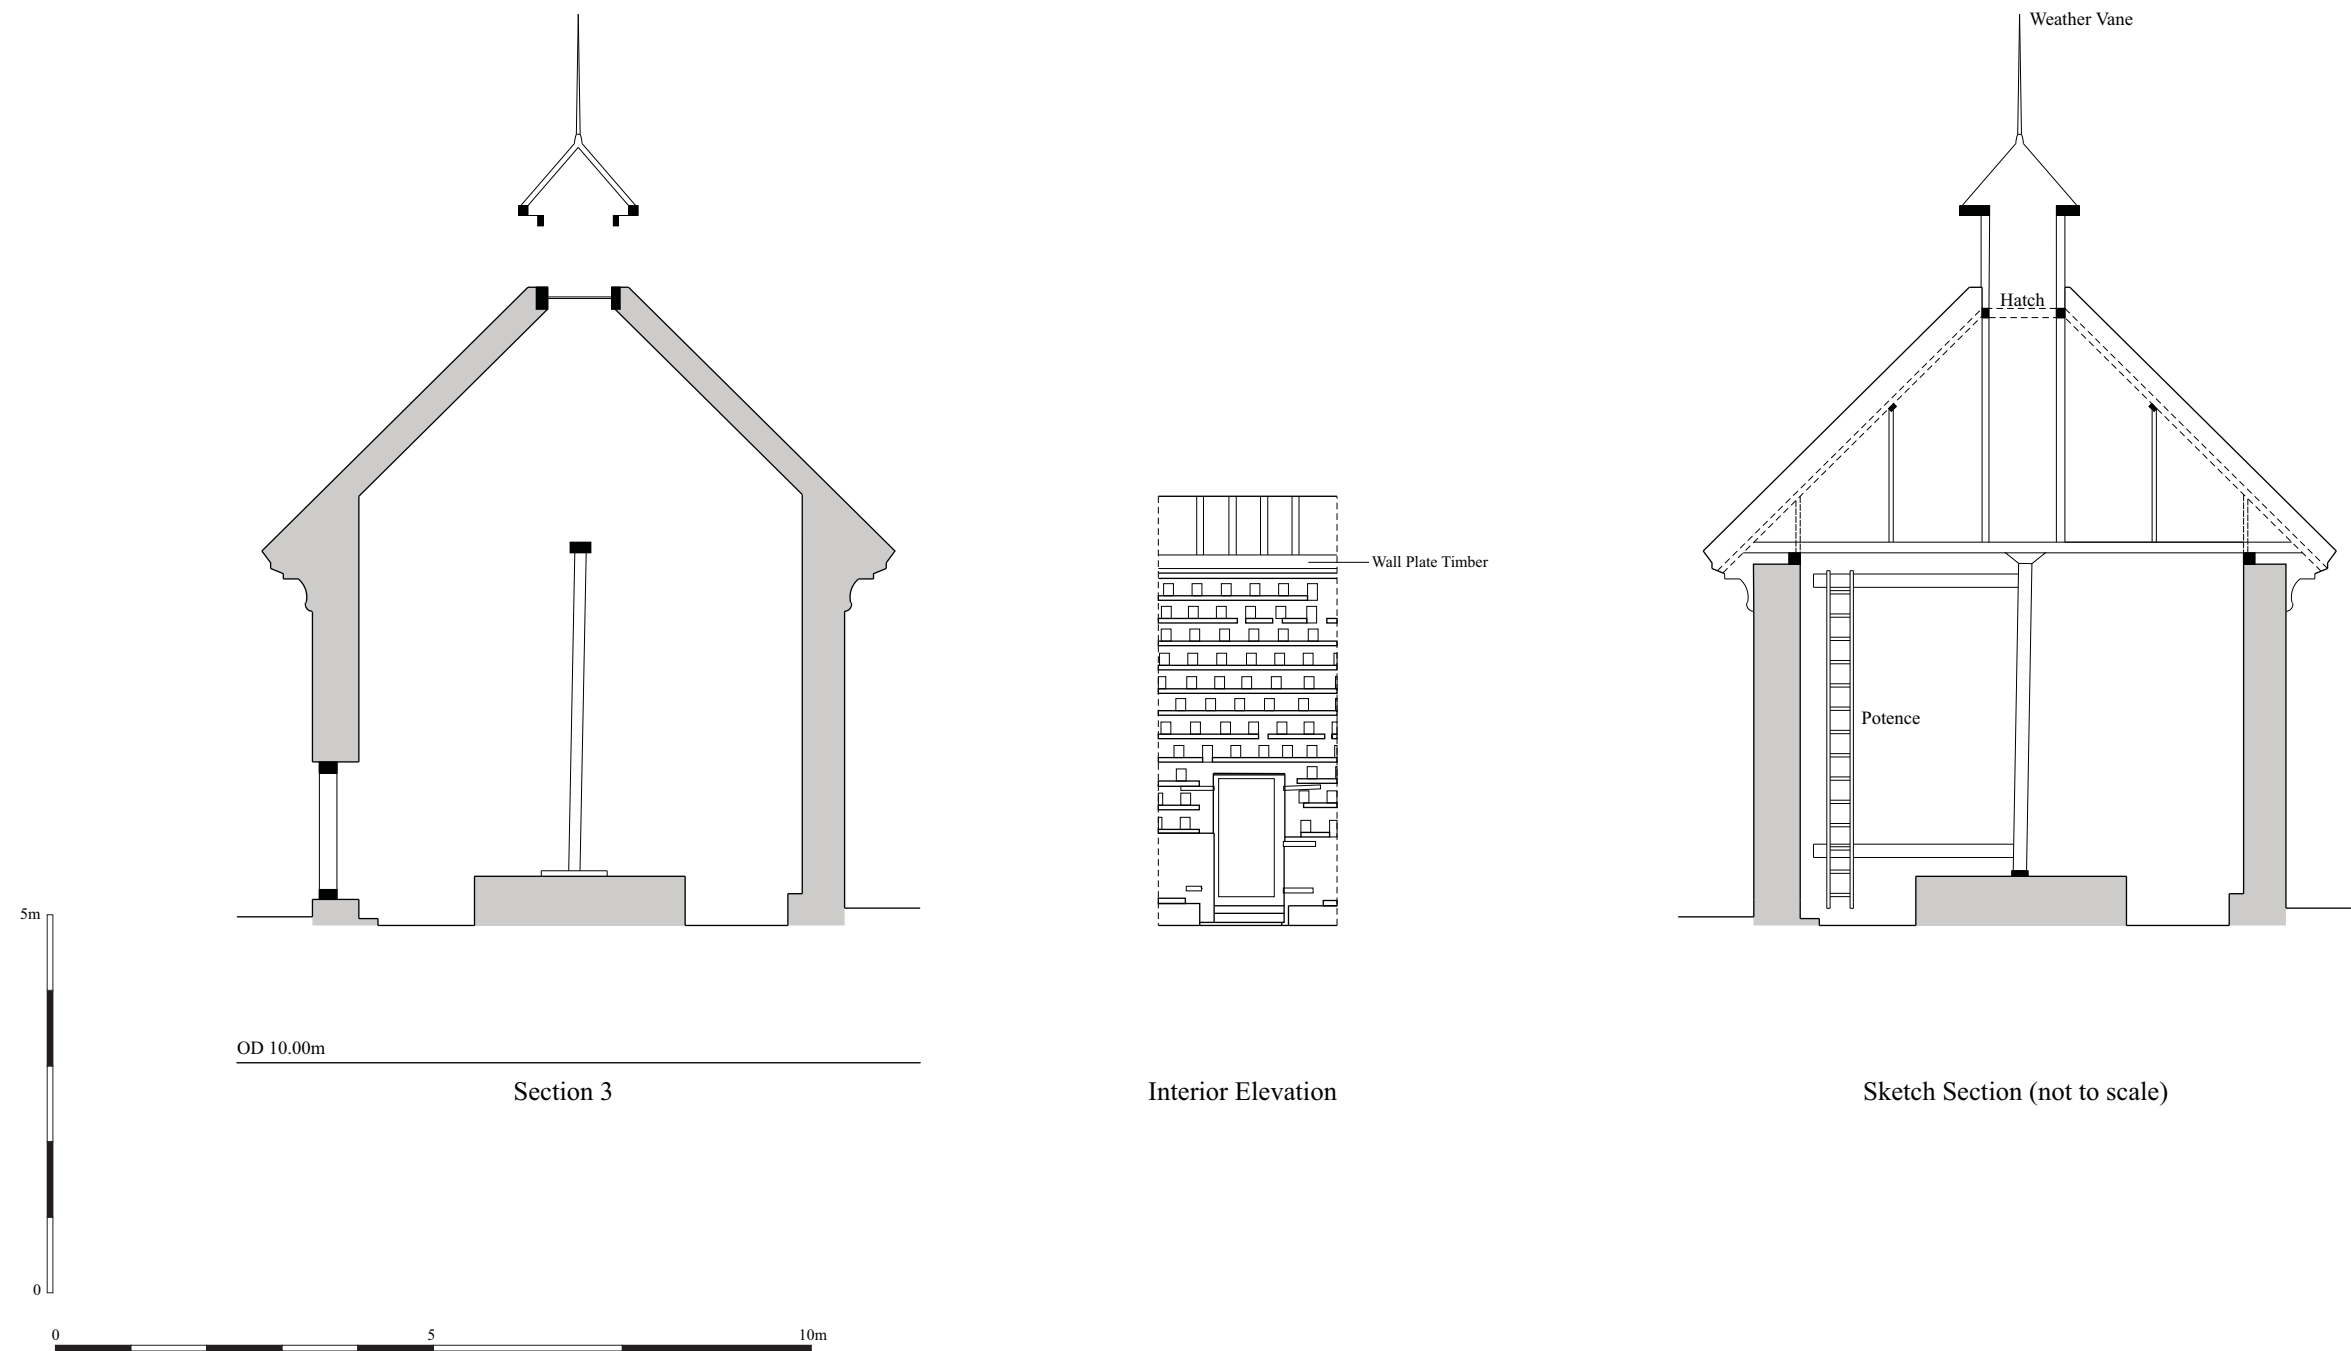 Weather Vane
Hatch
Wall Plate Timber
Potence
5m
0
OD 10.00m
Section 3
Interior Elevation
Sketch Section (not to scale)
0
5
10m